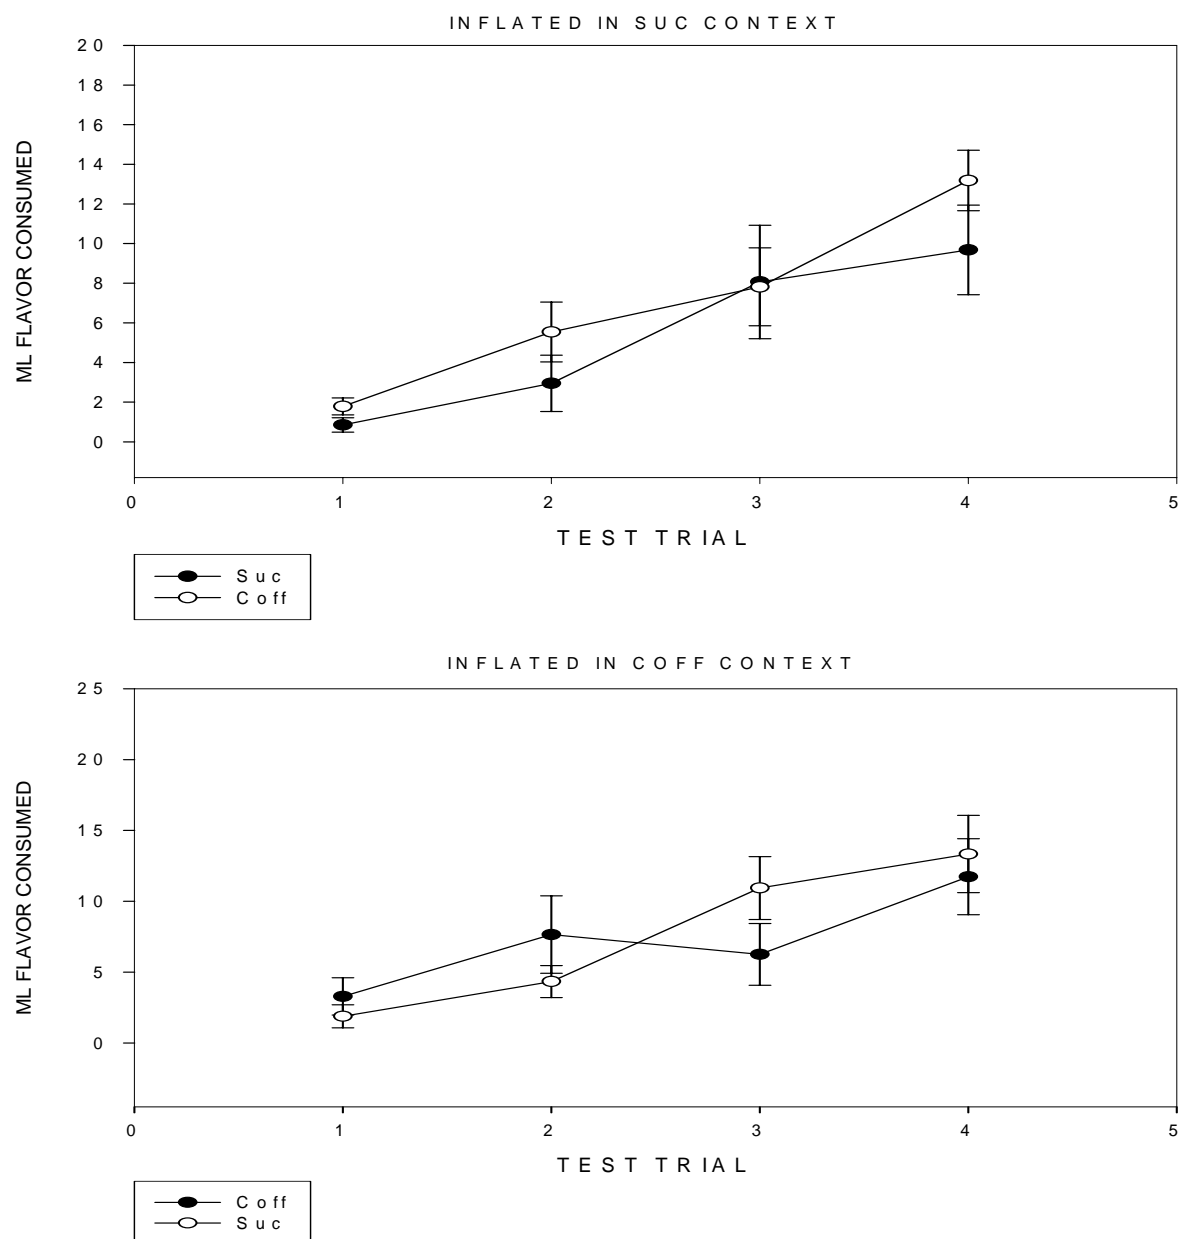 INFLATED IN SUC CONTEXT
20
18
16
14
12
10
8
6
4
2
0
ML FLAVOR CONSUMED
0 1 2 3 4 5
TEST TRIAL
Suc
Coff
INFLATED IN COFF CONTEXT
25
20
15
10
5
0
ML FLAVOR CONSUMED
0 1 2 3 4 5
TEST TRIAL
Coff
Suc